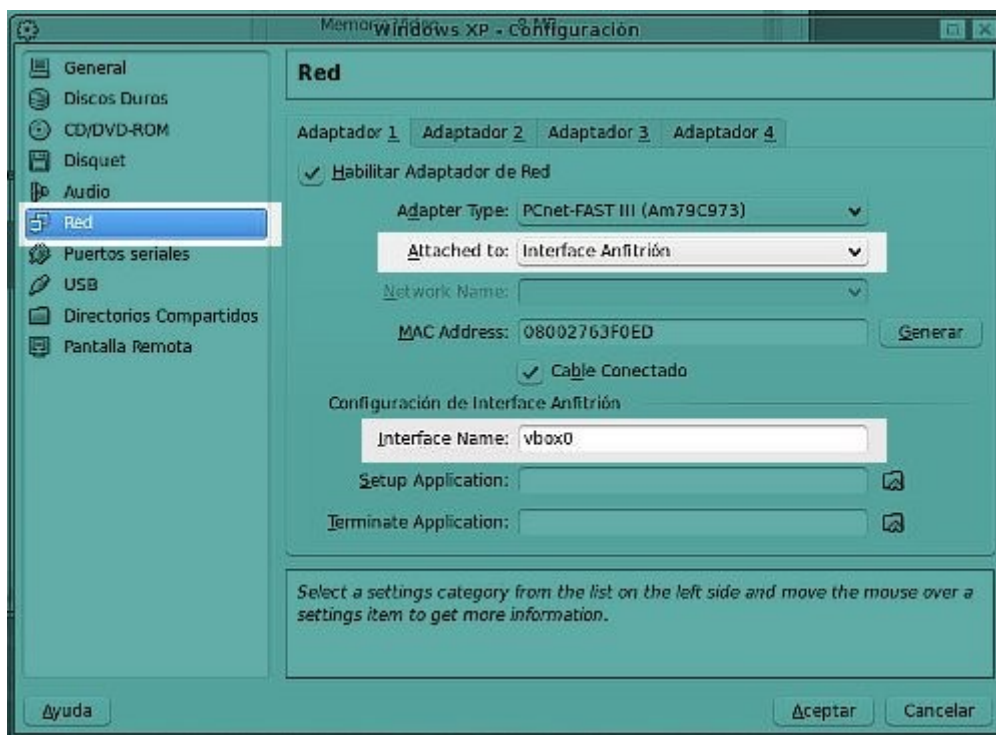 Windows XP - Configuración
General
Discos Duros
CD/DVD-ROM
Disquet
Audio
Red
Puertos seriales
USB
Directorios Compartidos
Pantalla Remota
Red
Adaptador 1 Adaptador 2 Adaptador 3 Adaptador 4
Habilitar Adaptador de Red
Adapter Type: PCnet-FAST III (Am79C973)
Attached to: Interface Anfitrión
Network Name:
MAC Address: 08002763F0ED Generar
Cable Conectado
Configuración de Interface Anfitrión
Interface Name: vbox0
Setup Application:
Terminate Application:
Select a settings category from the list on the left side and move the mouse over a
settings item to get more information.
Ayuda Aceptar Cancelar